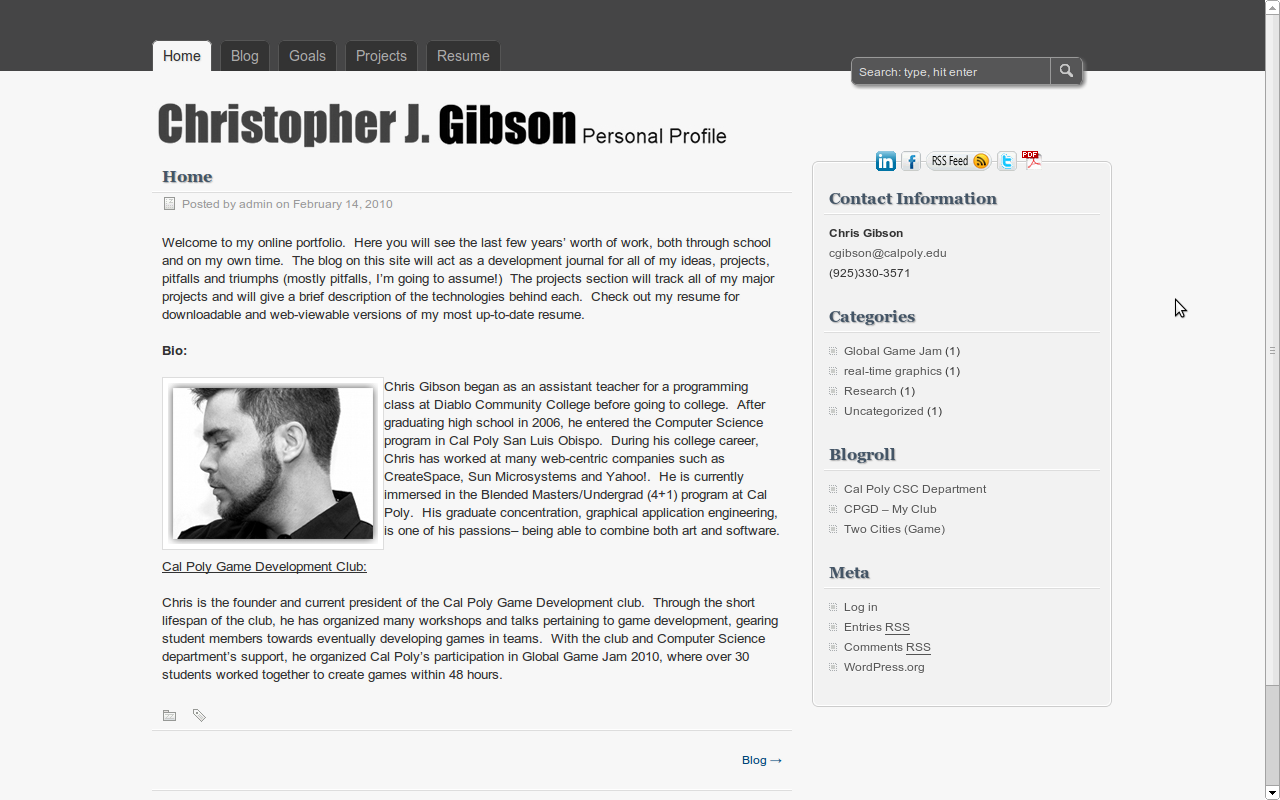 Home Blog Goals Projects Resume
Search: type, hit enter
Christopher J. Gibson Personal Profile
RSS Feed
PDF
Home
Posted by admin on February 14, 2010
Welcome to my online portfolio.  Here you will see the last few years’ worth of work, both through school
and on my own time.  The blog on this site will act as a development journal for all of my ideas, projects,
pitfalls and triumphs (mostly pitfalls, I’m going to assume!)  The projects section will track all of my major
projects and will give a brief description of the technologies behind each.  Check out my resume for
downloadable and web-viewable versions of my most up-to-date resume.
Bio:
Chris Gibson began as an assistant teacher for a programming
class at Diablo Community College before going to college.  After
graduating high school in 2006, he entered the Computer Science
program in Cal Poly San Luis Obispo.  During his college career,
Chris has worked at many web-centric companies such as
CreateSpace, Sun Microsystems and Yahoo!.  He is currently
immersed in the Blended Masters/Undergrad (4+1) program at Cal
Poly.  His graduate concentration, graphical application engineering,
is one of his passions– being able to combine both art and software.
Cal Poly Game Development Club:
Chris is the founder and current president of the Cal Poly Game Development club.  Through the short
lifespan of the club, he has organized many workshops and talks pertaining to game development, gearing
student members towards eventually developing games in teams.  With the club and Computer Science
department’s support, he organized Cal Poly’s participation in Global Game Jam 2010, where over 30
students worked together to create games within 48 hours.
Blog →
Contact Information
Chris Gibson
cgibson@calpoly.edu
(925)330-3571
Categories
Global Game Jam (1)
real-time graphics (1)
Research (1)
Uncategorized (1)
Blogroll
Cal Poly CSC Department
CPGD – My Club
Two Cities (Game)
Meta
Log in
Entries RSS
Comments RSS
WordPress.org